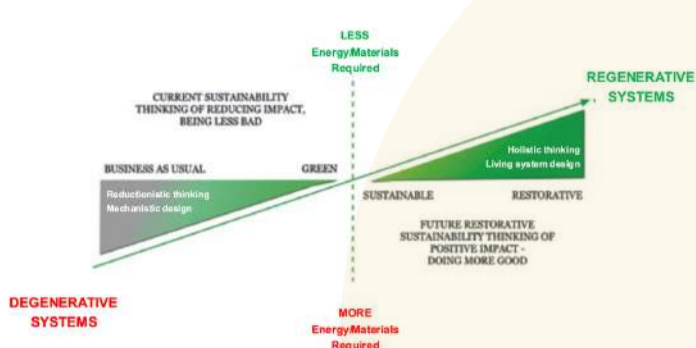 LESS
Energy/Materials
Required
REGENERATIVE
SYSTEMS
CURRENT SUSTAINABILITY
THINKING OF REDUCING IMPACT,
BEING LESS BAD
Holistic thinking
Living system design
BUSINESS AS USUAL
GREEN
Reductionistic thinking
Mechanistic design
SUSTAINABLE
RESTORATIVE
FUTURE RESTORATIVE
SUSTAINABILITY THINKING OF
POSITIVE IMPACT -
DOING MORE GOOD
DEGENERATIVE
SYSTEMS
MORE
Energy/Materials
Required